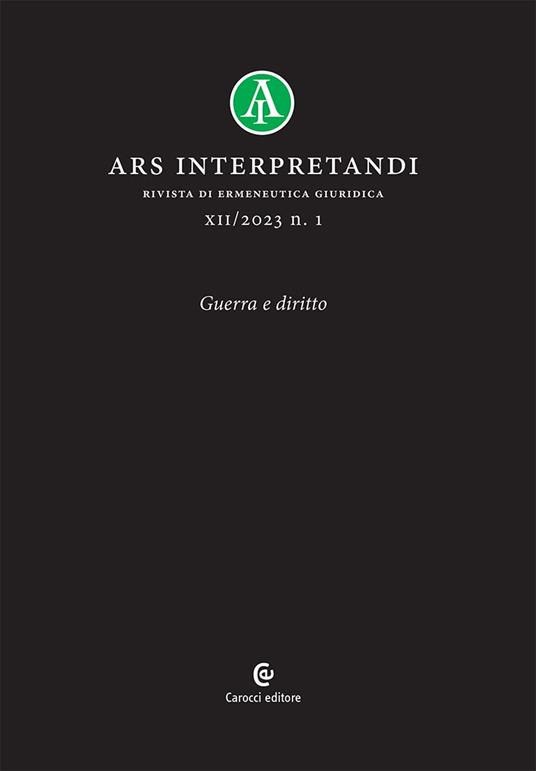 AI
ARS INTERPRETANDI
RIVISTA DI ERMENEUTICA GIURIDICA
XII/2023 n. 1
Guerra e diritto
Carocci editore